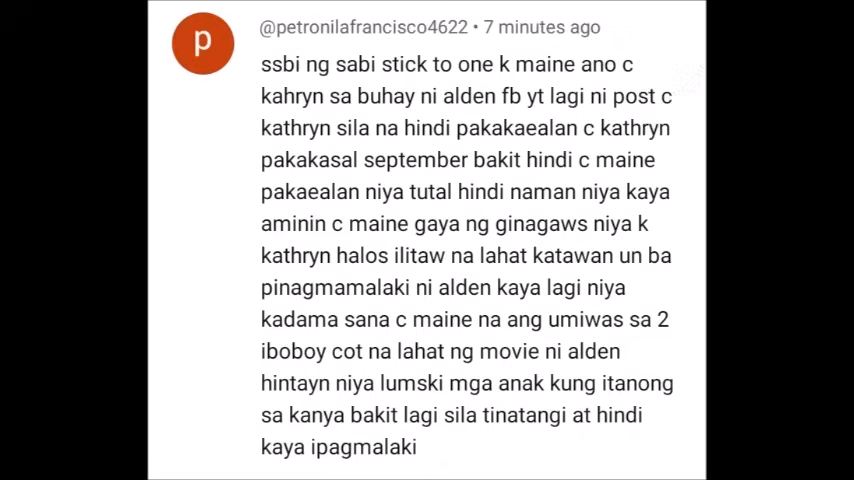 p
@petronilafrancisco4622 • 7 minutes ago
ssbi ng sabi stick to one k maine ano c
kahryn sa buhay ni alden fb yt lagi ni post c
kathryn sila na hindi pakakaealan c kathryn
pakakasal september bakit hindi c maine
pakaealan niya tutal hindi naman niya kaya
aminin c maine gaya ng ginagaws niya k
kathryn halos ilitaw na lahat katawan un ba
pinagmamalaki ni alden kaya lagi niya
kadama sana c maine na ang umiwas sa 2
iboboy cot na lahat ng movie ni alden
hintayn niya lumski mga anak kung itanong
sa kanya bakit lagi sila tinatangi at hindi
kaya ipagmalaki